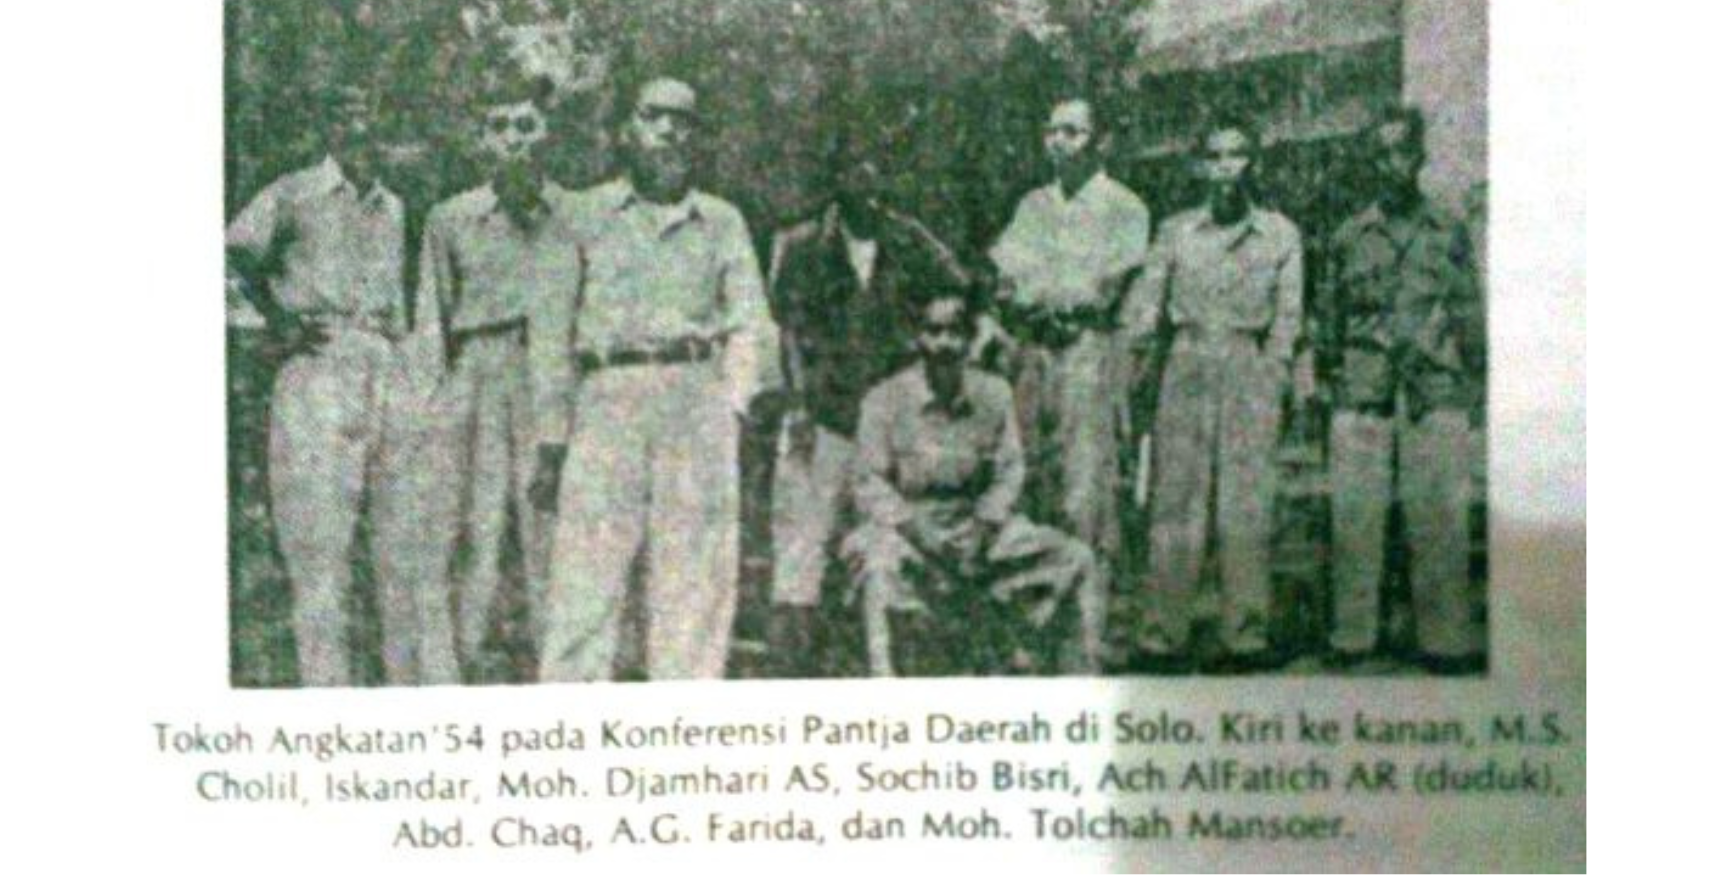 Tokoh Angkatan '54 pada Konferensi Pantja Daerah di Solo. Kiri ke kanan, M.S.
Cholil, Iskandar, Moh. Djamhari AS, Sochib Bisri, Ach AlFatich AR (duduk),
Abd. Chaq, A.G. Farida, dan Moh. Tolchah Mansoer.